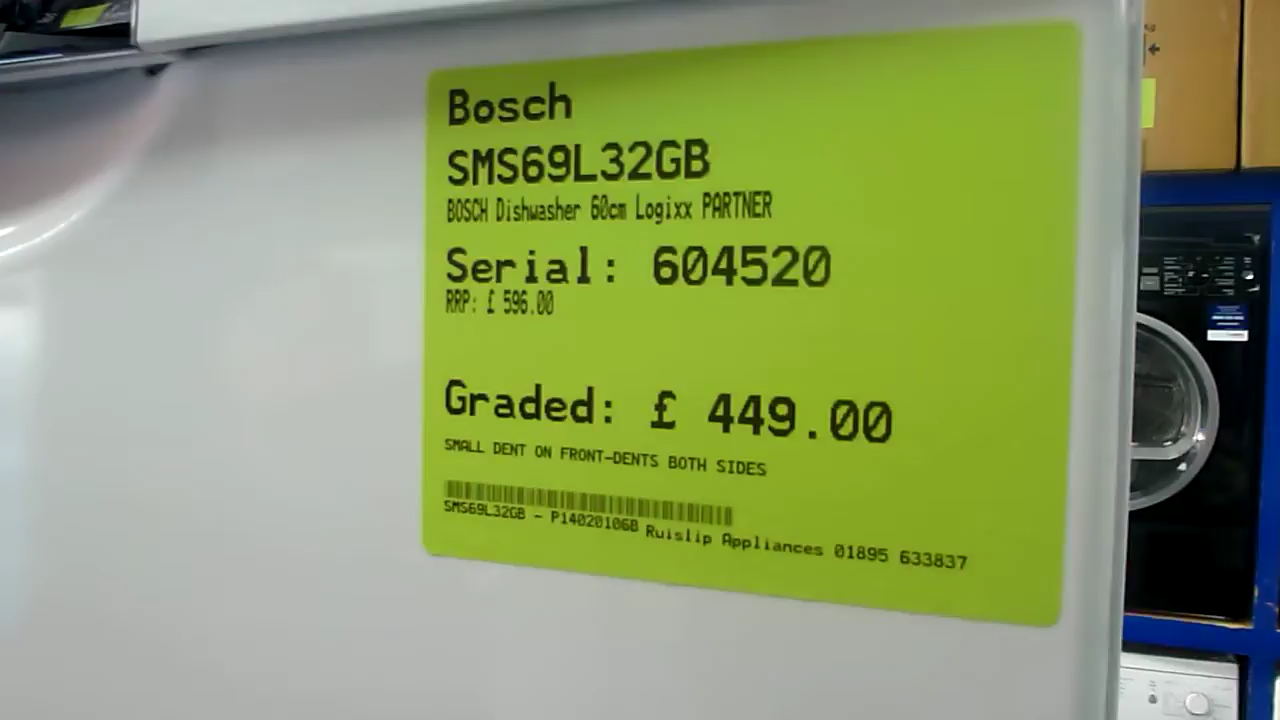 Bosch
SMS69L32GB
BOSCH Dishwasher 60cm Logixx PARTNER
Serial: 604520
RRP: £ 596.00
Graded: £ 449.00
SMALL DENT ON FRONT-DENTS BOTH SIDES
SMS69L32GB - P14020106B
Ruislip Appliances 01895 633837